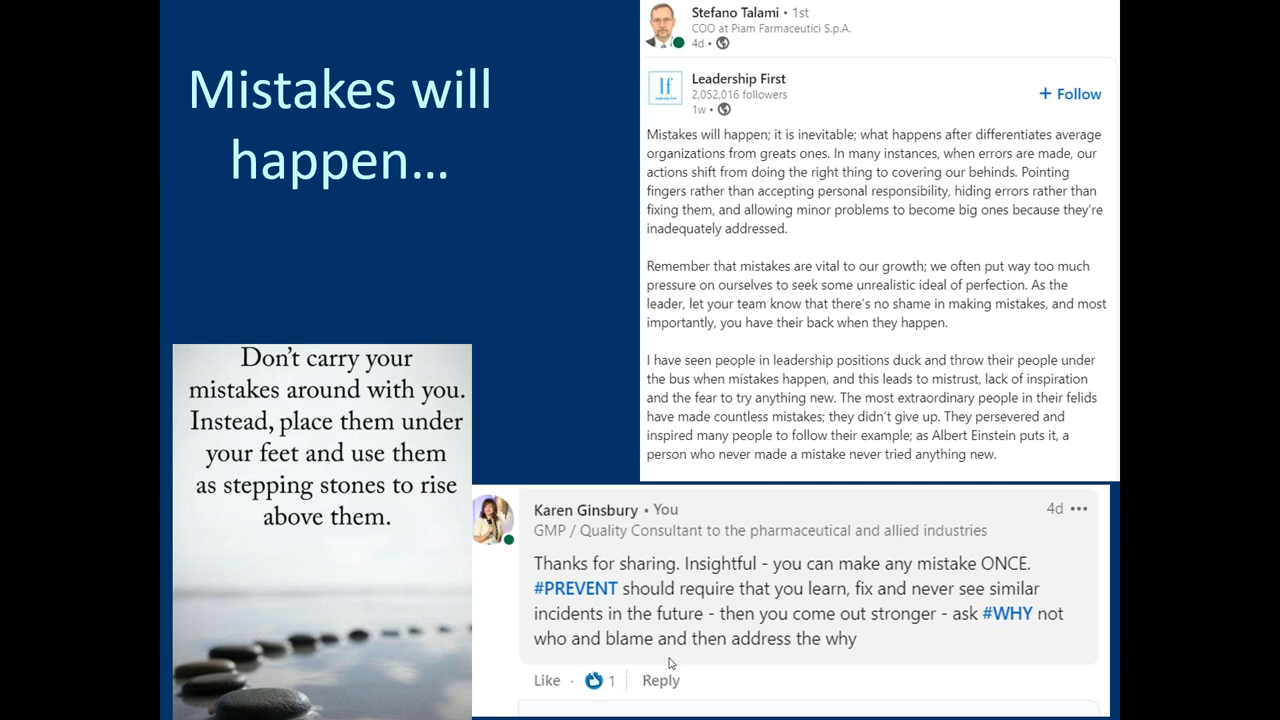 Mistakes will
happen...
Stefano Talami • 1st
COO at Piam Farmaceutici S.p.A.
4d •
lf
leadership first
Leadership First
2,052,016 followers
1w •
+ Follow
Mistakes will happen; it is inevitable; what happens after differentiates average
organizations from greats ones. In many instances, when errors are made, our
actions shift from doing the right thing to covering our behinds. Pointing
fingers rather than accepting personal responsibility, hiding errors rather than
fixing them, and allowing minor problems to become big ones because they're
inadequately addressed.
Remember that mistakes are vital to our growth; we often put way too much
pressure on ourselves to seek some unrealistic ideal of perfection. As the
leader, let your team know that there's no shame in making mistakes, and most
importantly, you have their back when they happen.
I have seen people in leadership positions duck and throw their people under
the bus when mistakes happen, and this leads to mistrust, lack of inspiration
and the fear to try anything new. The most extraordinary people in their felids
have made countless mistakes; they didn't give up. They persevered and
inspired many people to follow their example; as Albert Einstein puts it, a
person who never made a mistake never tried anything new.
Don't carry your
mistakes around with you.
Instead, place them under
your feet and use them
as stepping stones to rise
above them.
Karen Ginsbury • You
4d •••
GMP / Quality Consultant to the pharmaceutical and allied industries
Thanks for sharing. Insightful - you can make any mistake ONCE.
#PREVENT should require that you learn, fix and never see similar
incidents in the future - then you come out stronger - ask #WHY not
who and blame and then address the why
Like · 1 | Reply